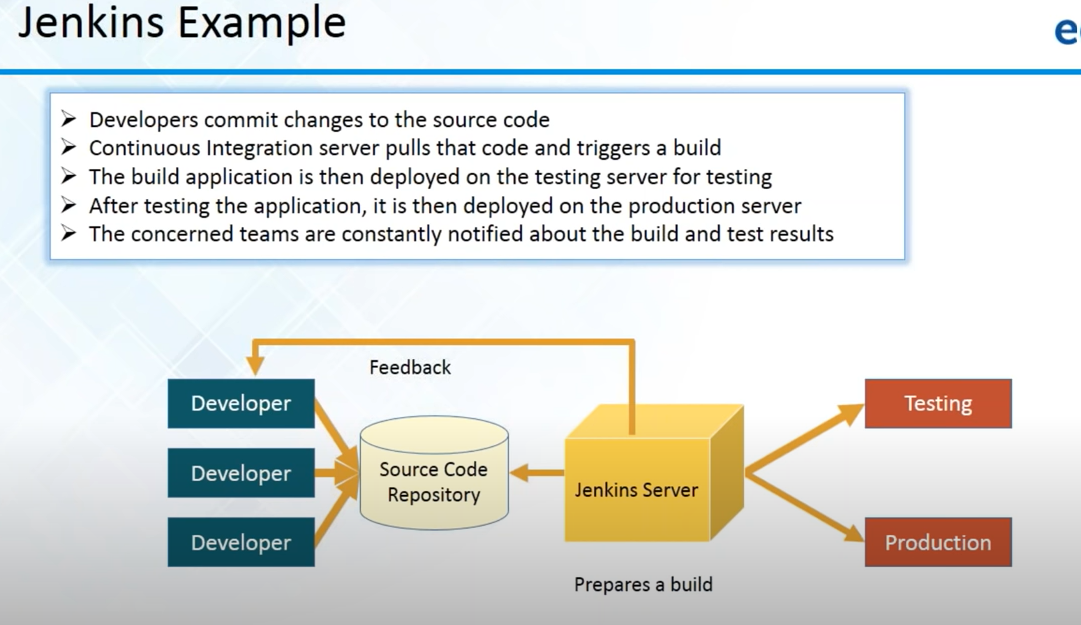 Jenkins Example
➢ Developers commit changes to the source code
➢ Continuous Integration server pulls that code and triggers a build
➢ The build application is then deployed on the testing server for testing
➢ After testing the application, it is then deployed on the production server
➢ The concerned teams are constantly notified about the build and test results
Feedback
Developer
Developer
Developer
Source Code
Repository
Jenkins Server
Testing
Production
Prepares a build